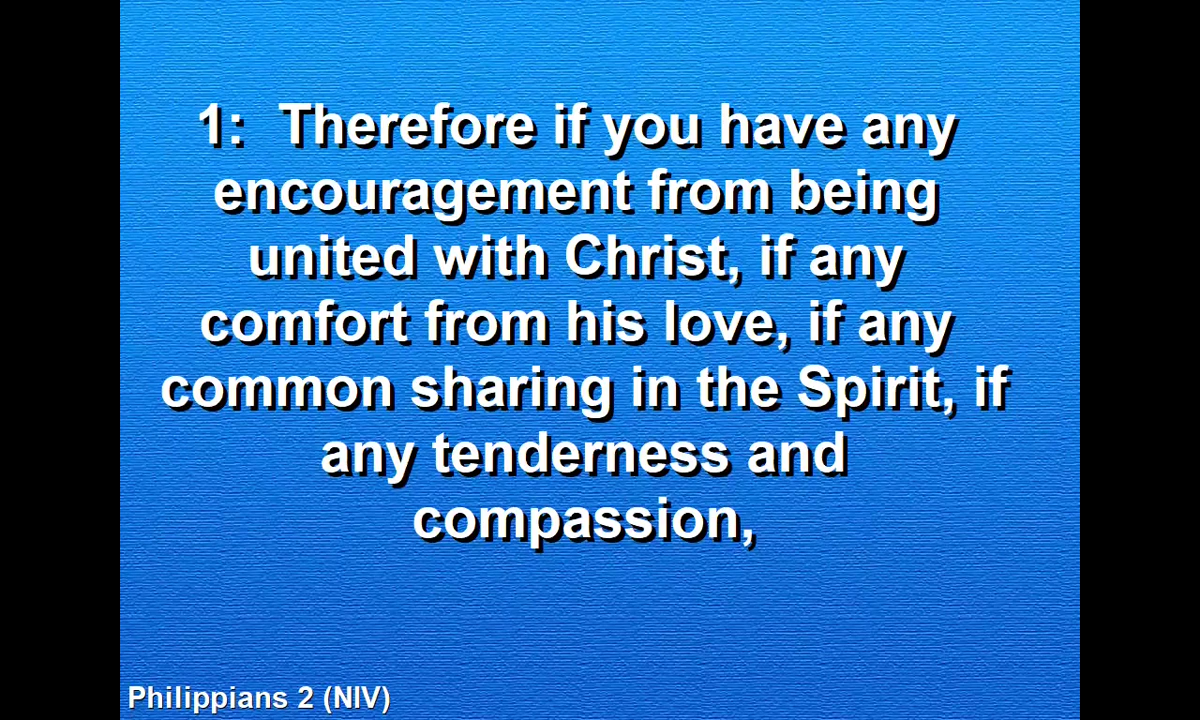 1: Therefore if you have any
encouragement from being
united with Christ, if any
comfort from his love, if any
common sharing in the Spirit, if
any tenderness and
compassion,
Philippians 2 (NIV)